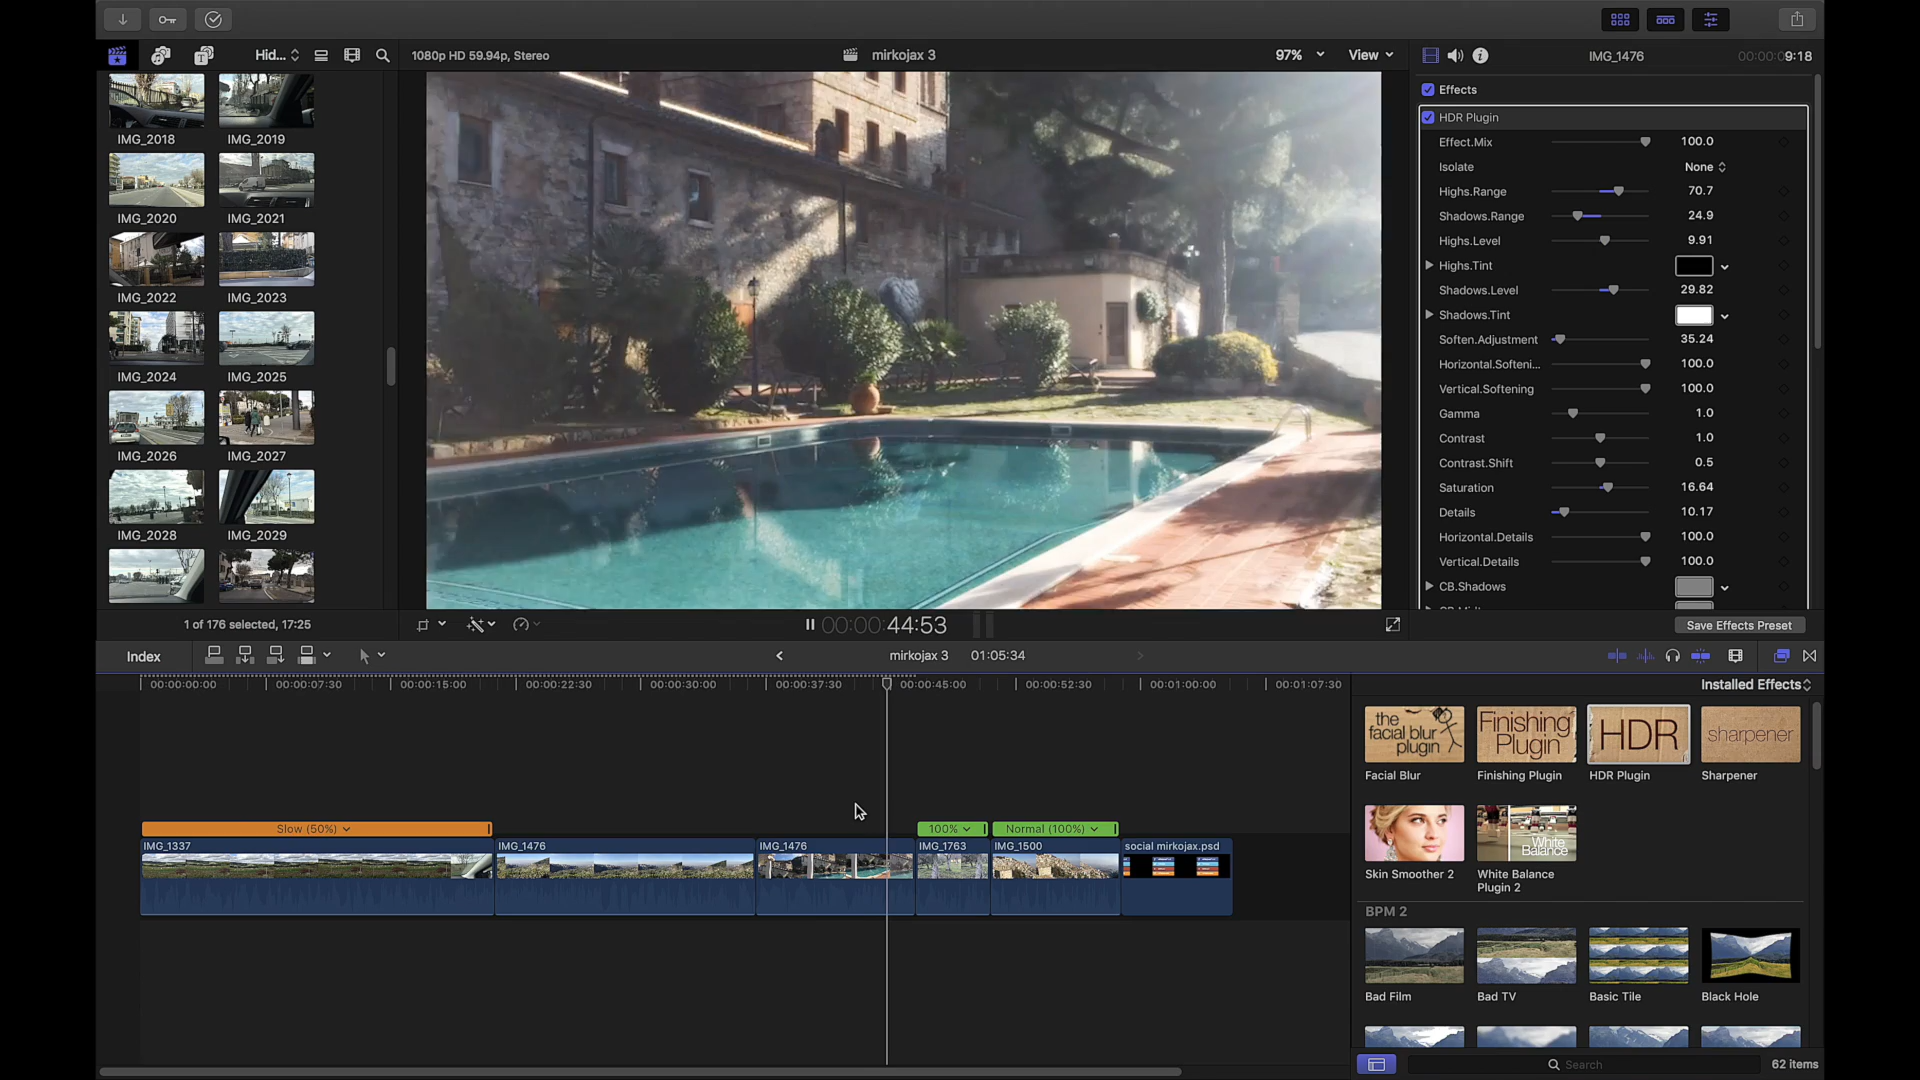 Hid...
1080p HD 59.94p, Stereo
mirkojax 3
97%
View
IMG_1476
00:00:09:18
IMG_2018
IMG_2019
IMG_2020
IMG_2021
IMG_2022
IMG_2023
IMG_2024
IMG_2025
IMG_2026
IMG_2027
IMG_2028
IMG_2029
1 of 176 selected, 17:25
00:00:44:53
Effects
HDR Plugin
Effect.Mix 100.0
Isolate None
Highs.Range 70.7
Shadows.Range 24.9
Highs.Level 9.91
Highs.Tint
Shadows.Level 29.82
Shadows.Tint
Soften.Adjustment 35.24
Horizontal.Softeni... 100.0
Vertical.Softening 100.0
Gamma 1.0
Contrast 1.0
Contrast.Shift 0.5
Saturation 16.64
Details 10.17
Horizontal.Details 100.0
Vertical.Details 100.0
CB.Shadows
Save Effects Preset
Index
mirkojax 3
01:05:34
00:00:00:00
00:00:07:30
00:00:15:00
00:00:22:30
00:00:30:00
00:00:37:30
00:00:45:00
00:00:52:30
00:01:00:00
00:01:07:30
Slow (50%)
100%
Normal (100%)
IMG_1337
IMG_1476
IMG_1476
IMG_1763
IMG_1500
social mirkojax.psd
Installed Effects
the
facial blur
plugin
Finishing
Plugin
HDR
sharpener
Facial Blur
Finishing Plugin
HDR Plugin
Sharpener
White
Balance
Skin Smoother 2
White Balance
Plugin 2
BPM 2
Bad Film
Bad TV
Basic Tile
Black Hole
Search
62 items